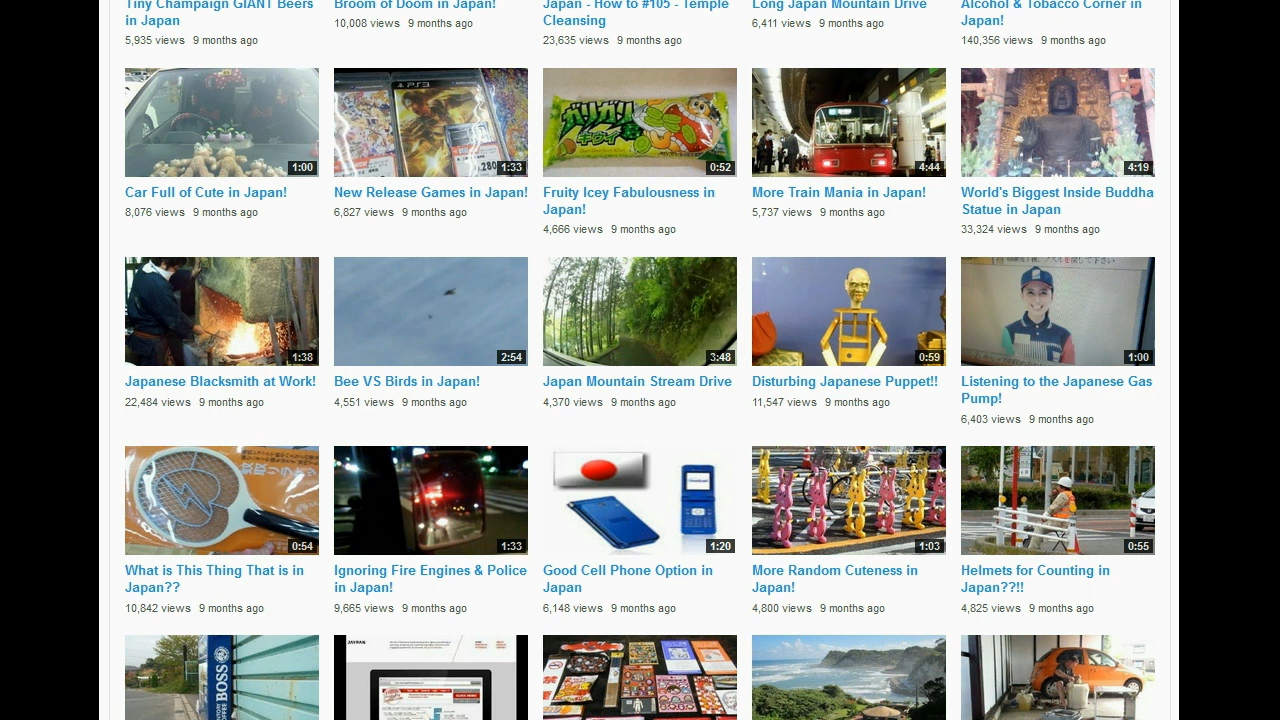 Tiny Champaign GIANT Beers
in Japan
5,935 views 9 months ago
Broom of Doom in Japan!
10,008 views 9 months ago
Japan - How to #105 - Temple
Cleansing
23,635 views 9 months ago
Long Japan Mountain Drive
6,411 views 9 months ago
Alcohol & Tobacco Corner in
Japan!
140,356 views 9 months ago
1:00
Car Full of Cute in Japan!
8,076 views 9 months ago
PS3
280
1:33
New Release Games in Japan!
6,827 views 9 months ago
ガリガリ
キウイ
0:52
Fruity Icey Fabulousness in
Japan!
4,666 views 9 months ago
4:44
More Train Mania in Japan!
5,737 views 9 months ago
4:19
World's Biggest Inside Buddha
Statue in Japan
33,324 views 9 months ago
1:38
Japanese Blacksmith at Work!
22,484 views 9 months ago
2:54
Bee VS Birds in Japan!
4,551 views 9 months ago
3:48
Japan Mountain Stream Drive
4,370 views 9 months ago
0:59
Disturbing Japanese Puppet!!
11,547 views 9 months ago
1:00
Listening to the Japanese Gas
Pump!
6,403 views 9 months ago
0:54
What is This Thing That is in
Japan??
10,842 views 9 months ago
1:33
Ignoring Fire Engines & Police
in Japan!
9,665 views 9 months ago
1:20
Good Cell Phone Option in
Japan
6,148 views 9 months ago
1:03
More Random Cuteness in
Japan!
4,800 views 9 months ago
0:55
Helmets for Counting in
Japan??!!
4,825 views 9 months ago
BOSS